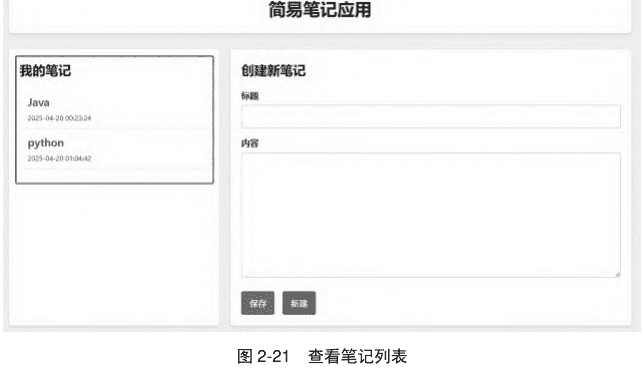 简易笔记应用
我的笔记
Java
2025-04-20 00:23:24
python
2025-04-20 01:04:42
创建新笔记
标题
内容
保存 新建
图 2-21 查看笔记列表